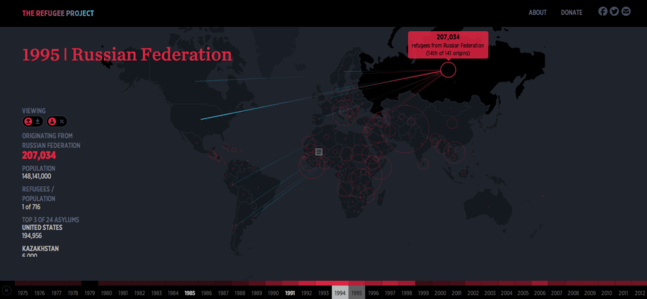 THE REFUGEE PROJECT
ABOUT
DONATE
1995 | Russian Federation
207,034
refugees from Russian Federation
(14th of 141 origins)
VIEWING
ORIGINATING FROM
RUSSIAN FEDERATION
207,034
POPULATION
148,141,000
REFUGEES /
POPULATION
1 of 716
TOP 3 OF 24 ASYLUMS
UNITED STATES
194,956
KAZAKHSTAN
1975 1976 1977 1978 1979 1980 1981 1982 1983 1984 1985 1986 1987 1988 1989 1990 1991 1992 1993 1994 1995 1996 1997 1998 1999 2000 2001 2002 2003 2004 2005 2006 2007 2008 2009 2010 2011 2012